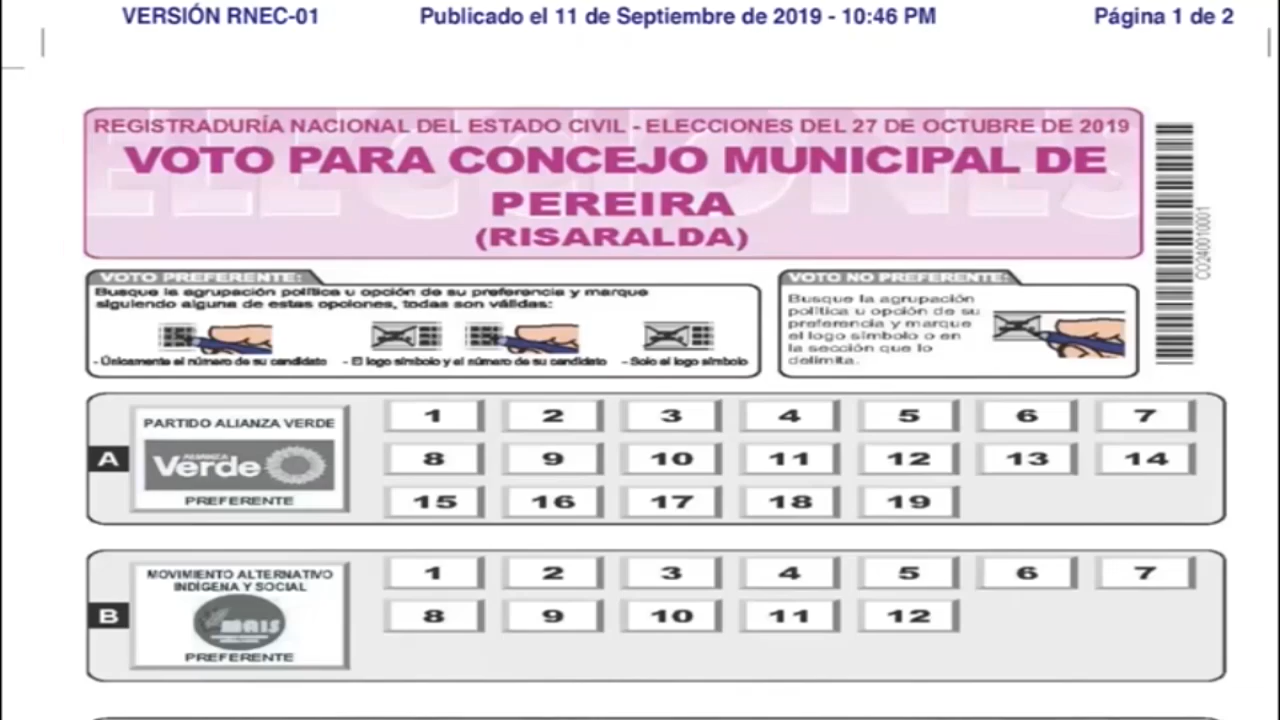 VERSIÓN RNEC-01 Publicado el 11 de Septiembre de 2019 - 10:46 PM Página 1 de 2
REGISTRADURÍA NACIONAL DEL ESTADO CIVIL - ELECCIONES DEL 27 DE OCTUBRE DE 2019
VOTO PARA CONCEJO MUNICIPAL DE
PEREIRA
(RISARALDA)
ELECCIONES
CO240010001
VOTO PREFERENTE:
Busque la agrupación política u opción de su preferencia y marque
siguiendo alguna de estas opciones, todas son válidas:
- Únicamente el número de su candidato - El logo símbolo y el número de su candidato - Solo el logo símbolo
VOTO NO PREFERENTE:
Busque la agrupación
política u opción de su
preferencia y marque
el logo símbolo o en
la sección que lo
delimita.
A
PARTIDO ALIANZA VERDE
ALIANZA
Verde
PREFERENTE
1 2 3 4 5 6 7
8 9 10 11 12 13 14
15 16 17 18 19
B
MOVIMIENTO ALTERNATIVO
INDÍGENA Y SOCIAL
MAIS
PREFERENTE
1 2 3 4 5 6 7
8 9 10 11 12